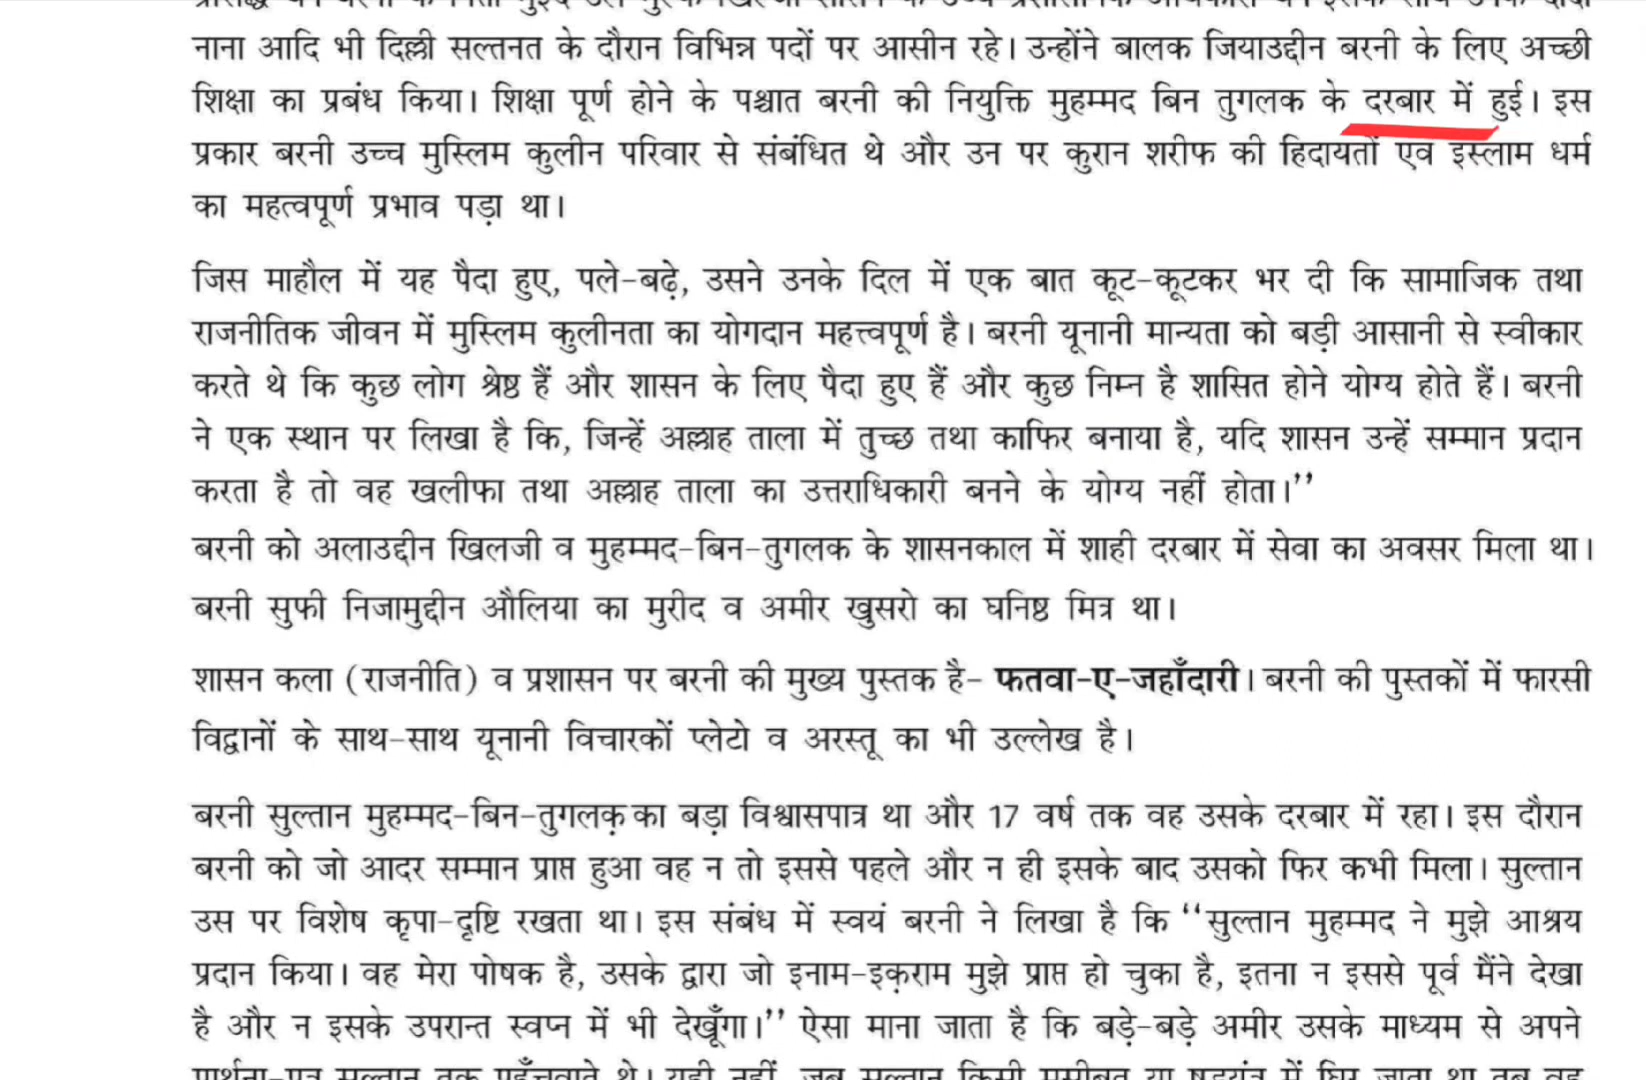 नाना आदि भी दिल्ली सल्तनत के दौरान विभिन्न पदों पर आसीन रहे। उन्होंने बालक जियाउद्दीन बरनी के लिए अच्छी
शिक्षा का प्रबंध किया। शिक्षा पूर्ण होने के पश्चात बरनी की नियुक्ति मुहम्मद बिन तुगलक के दरबार में हुई। इस
प्रकार बरनी उच्च मुस्लिम कुलीन परिवार से संबंधित थे और उन पर कुरान शरीफ की हिदायतों एवं इस्लाम धर्म
का महत्वपूर्ण प्रभाव पड़ा था।
जिस माहौल में यह पैदा हुए, पले-बढ़े, उसने उनके दिल में एक बात कूट-कूटकर भर दी कि सामाजिक तथा
राजनीतिक जीवन में मुस्लिम कुलीनता का योगदान महत्त्वपूर्ण है। बरनी यूनानी मान्यता को बड़ी आसानी से स्वीकार
करते थे कि कुछ लोग श्रेष्ठ हैं और शासन के लिए पैदा हुए हैं और कुछ निम्न है शासित होने योग्य होते हैं। बरनी
ने एक स्थान पर लिखा है कि, जिन्हें अल्लाह ताला में तुच्छ तथा काफिर बनाया है, यदि शासन उन्हें सम्मान प्रदान
करता है तो वह खलीफा तथा अल्लाह ताला का उत्तराधिकारी बनने के योग्य नहीं होता।’’
बरनी को अलाउद्दीन खिलजी व मुहम्मद-बिन-तुगलक के शासनकाल में शाही दरबार में सेवा का अवसर मिला था।
बरनी सुफी निजामुद्दीन औलिया का मुरीद व अमीर खुसरो का घनिष्ठ मित्र था।
शासन कला (राजनीति) व प्रशासन पर बरनी की मुख्य पुस्तक है- फतवा-ए-जहाँदारी। बरनी की पुस्तकों में फारसी
विद्वानों के साथ-साथ यूनानी विचारकों प्लेटो व अरस्तू का भी उल्लेख है।
बरनी सुल्तान मुहम्मद-बिन-तुगलक़ का बड़ा विश्वासपात्र था और 17 वर्ष तक वह उसके दरबार में रहा। इस दौरान
बरनी को जो आदर सम्मान प्राप्त हुआ वह न तो इससे पहले और न ही इसके बाद उसको फिर कभी मिला। सुल्तान
उस पर विशेष कृपा-दृष्टि रखता था। इस संबंध में स्वयं बरनी ने लिखा है कि ‘‘सुल्तान मुहम्मद ने मुझे आश्रय
प्रदान किया। वह मेरा पोषक है, उसके द्वारा जो इनाम-इक़राम मुझे प्राप्त हो चुका है, इतना न इससे पूर्व मैंने देखा
है और न इसके उपरान्त स्वप्न में भी देखूँगा।’’ ऐसा माना जाता है कि बड़े-बड़े अमीर उसके माध्यम से अपने